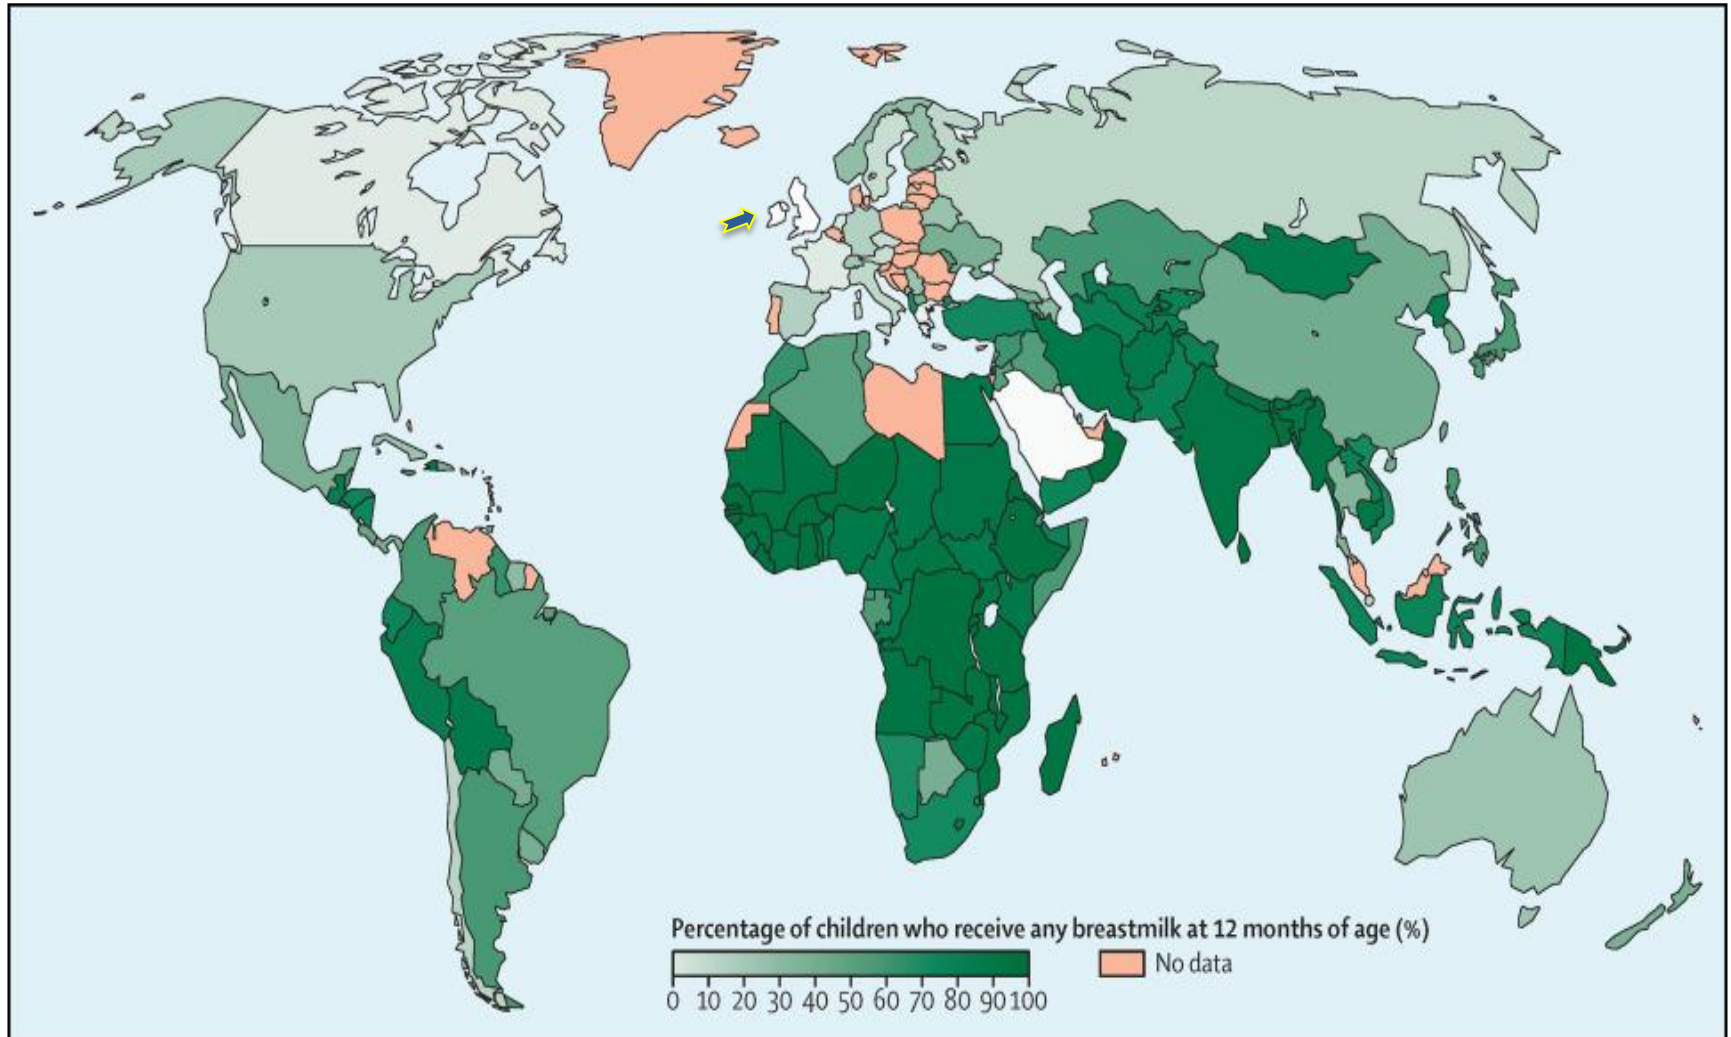 Percentage of children who receive any breastmilk at 12 months of age (%)
No data
0 10 20 30 40 50 60 70 80 90 100